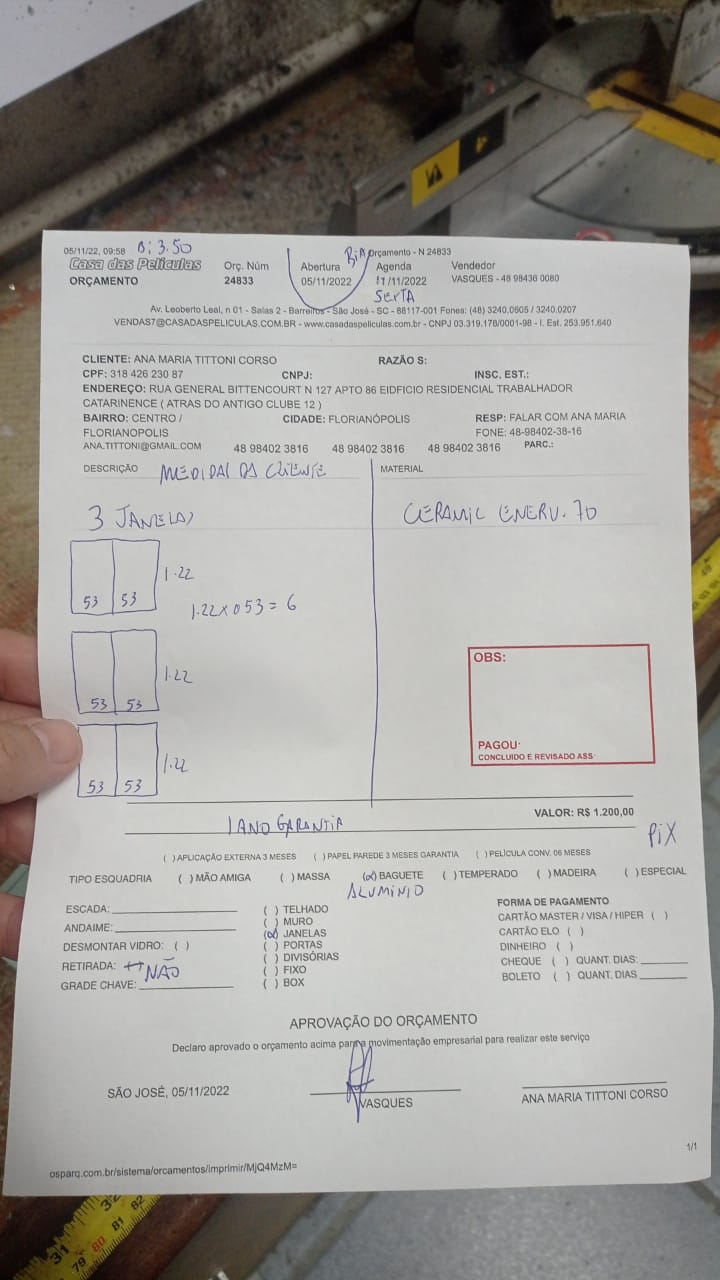 05/11/22, 09:58 B: 3.50 BIA Orçamento - N 24833
Casa das Películas Orç. Núm Abertura Agenda Vendedor
ORÇAMENTO 24833 05/11/2022 11/11/2022 VASQUES - 48 98436 0080
SEXTA
Av. Leoberto Leal, n 01 - Salas 2 - Barreiros - São José - SC - 88117-001 Fones: (48) 3240.0605 / 3240.0207
VENDAS7@CASADASPELICULAS.COM.BR - www.casadaspeliculas.com.br - CNPJ 03.319.178/0001-98 - I. Est. 253.951.640
CLIENTE: ANA MARIA TITTONI CORSO RAZÃO S:
CPF: 318 426 230 87 CNPJ: INSC. EST.:
ENDEREÇO: RUA GENERAL BITTENCOURT N 127 APTO 86 EIDFICIO RESIDENCIAL TRABALHADOR
CATARINENCE ( ATRAS DO ANTIGO CLUBE 12 )
BAIRRO: CENTRO / CIDADE: FLORIANÓPOLIS RESP: FALAR COM ANA MARIA
FLORIANOPOLIS FONE: 48-98402-38-16
ANA.TITTONI@GMAIL.COM 48 98402 3816 48 98402 3816 48 98402 3816 PARC.:
DESCRIÇÃO MEDIDAS DA CLIENTE MATERIAL
3 JANELAS CERAMIC ENERV. 70
1.22
53 53
1.22 x 053 = 6
1.22
53 53
OBS:
1.22
53 53
PAGOU:
CONCLUIDO E REVISADO ASS:
VALOR: R$ 1.200,00
1 ANO GARANTIA
PIX
( ) APLICAÇÃO EXTERNA 3 MESES ( ) PAPEL PAREDE 3 MESES GARANTIA ( ) PELÍCULA CONV. 06 MESES
TIPO ESQUADRIA ( ) MÃO AMIGA ( ) MASSA (X) BAGUETE ( ) TEMPERADO ( ) MADEIRA ( ) ESPECIAL
ALUMINIO
ESCADA: ( ) TELHADO FORMA DE PAGAMENTO
ANDAIME: ( ) MURO CARTÃO MASTER / VISA / HIPER ( )
(X) JANELAS CARTÃO ELO ( )
DESMONTAR VIDRO: ( ) ( ) PORTAS DINHEIRO ( )
RETIRADA: NÃO ( ) DIVISÓRIAS CHEQUE ( ) QUANT. DIAS:
( ) FIXO BOLETO ( ) QUANT. DIAS
GRADE CHAVE: ( ) BOX
APROVAÇÃO DO ORÇAMENTO
Declaro aprovado o orçamento acima para a movimentação empresarial para realizar este serviço
SÃO JOSÉ, 05/11/2022 VASQUES ANA MARIA TITTONI CORSO
1/1
osparq.com.br/sistema/orcamentos/imprimir/MjQ4MzM=